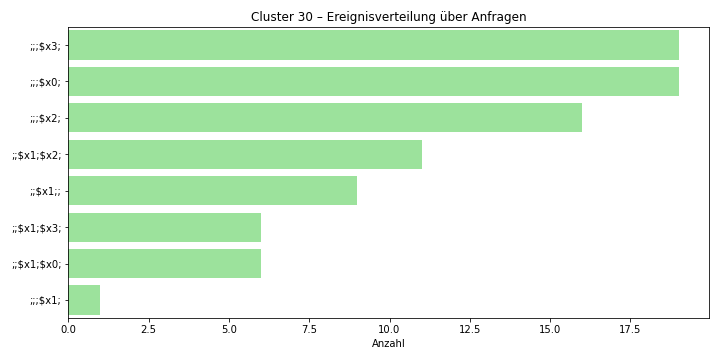 Cluster 30 – Ereignisverteilung über Anfragen
;;;$x3;
;;;$x0;
;;;$x2;
;;$x1;$x2;
;;$x1;;
;;$x1;$x3;
;;$x1;$x0;
;;;$x1;
0.0 2.5 5.0 7.5 10.0 12.5 15.0 17.5
Anzahl